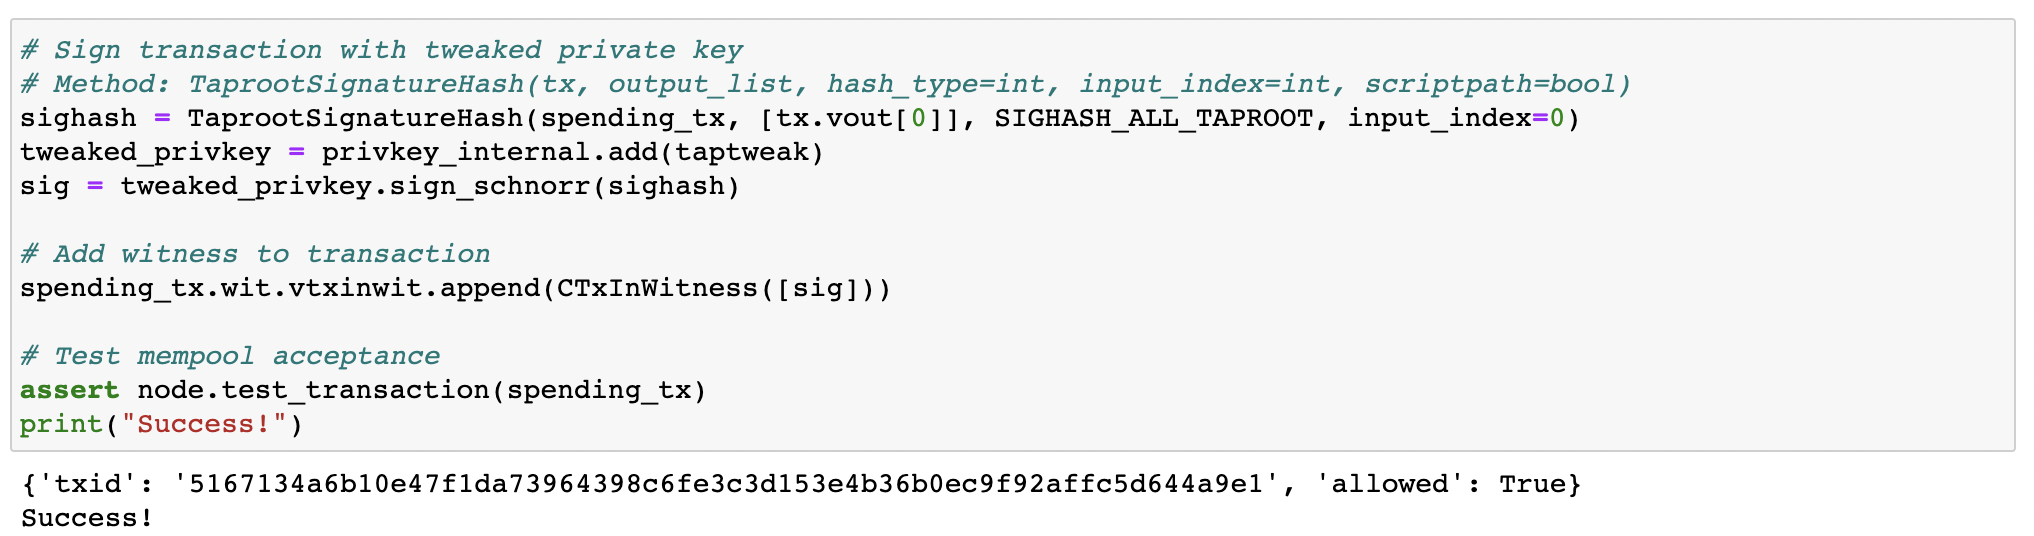 # Sign transaction with tweaked private key
# Method: TaprootSignatureHash(tx, output_list, hash_type=int, input_index=int, scriptpath=bool)
sighash = TaprootSignatureHash(spending_tx, [tx.vout[0]], SIGHASH_ALL_TAPROOT, input_index=0)
tweaked_privkey = privkey_internal.add(taptweak)
sig = tweaked_privkey.sign_schnorr(sighash)
# Add witness to transaction
spending_tx.wit.vtxinwit.append(CTxInWitness([sig]))
# Test mempool acceptance
assert node.test_transaction(spending_tx)
print("Success!")
{'txid': '5167134a6b10e47f1da73964398c6fe3c3d153e4b36b0ec9f92affc5d644a9e1', 'allowed': True}
Success!